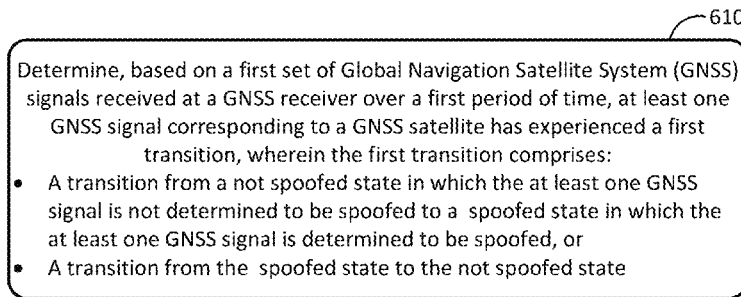 610
Determine, based on a first set of Global Navigation Satellite System (GNSS)
signals received at a GNSS receiver over a first period of time, at least one
GNSS signal corresponding to a GNSS satellite has experienced a first
transition, wherein the first transition comprises:
• A transition from a not spoofed state in which the at least one GNSS
signal is not determined to be spoofed to a spoofed state in which the
at least one GNSS signal is determined to be spoofed, or
• A transition from the spoofed state to the not spoofed state